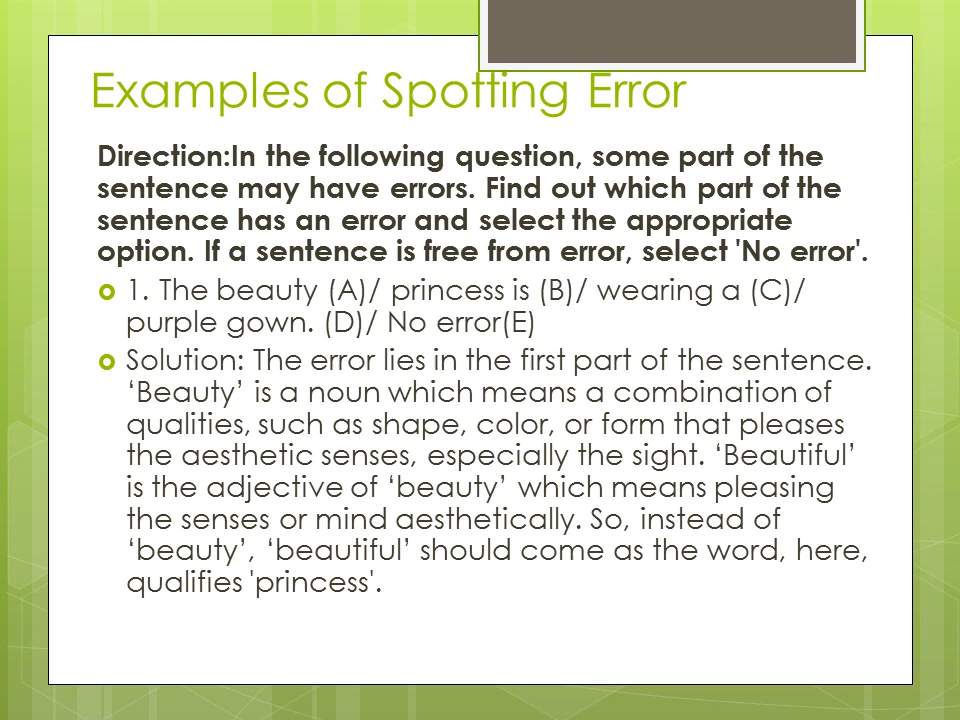 Examples of Spotting Error
Direction:In the following question, some part of the
sentence may have errors. Find out which part of the
sentence has an error and select the appropriate
option. If a sentence is free from error, select 'No error'.
1. The beauty (A)/ princess is (B)/ wearing a (C)/
purple gown. (D)/ No error(E)
Solution: The error lies in the first part of the sentence.
‘Beauty’ is a noun which means a combination of
qualities, such as shape, color, or form that pleases
the aesthetic senses, especially the sight. ‘Beautiful’
is the adjective of ‘beauty’ which means pleasing
the senses or mind aesthetically. So, instead of
‘beauty’, ‘beautiful’ should come as the word, here,
qualifies 'princess'.